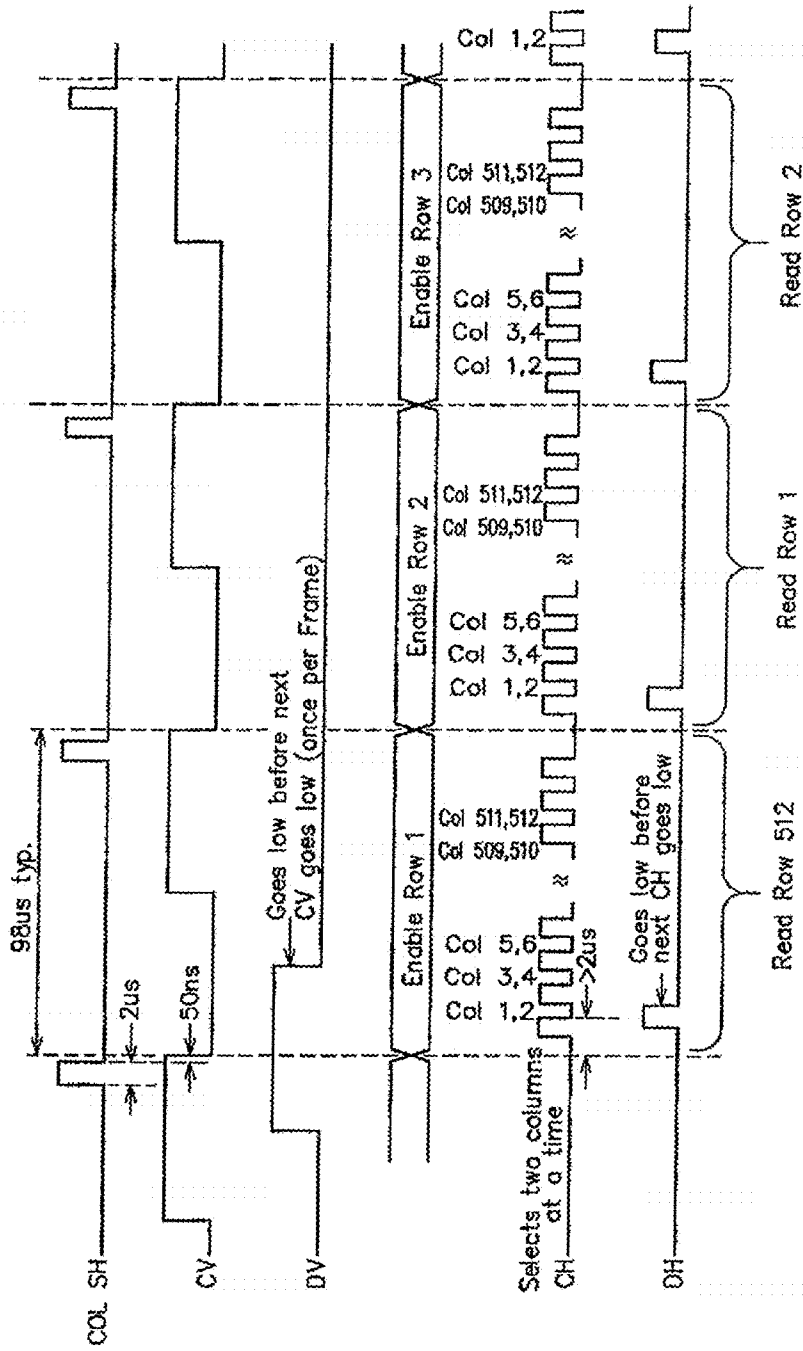 COL SH
2us
98us typ.
CV
50ns
DV
Goes low before next
CV goes low (once per Frame)
Enable Row 1
Enable Row 2
Enable Row 3
Selects two columns
at a time
CH
Col 1,2
Col 3,4
Col 5,6
>2us
≈
Col 509,510
Col 511,512
Col 1,2
Col 3,4
Col 5,6
≈
Col 509,510
Col 511,512
Col 1,2
Col 3,4
Col 5,6
≈
Col 509,510
Col 511,512
Col 1,2
DH
Goes low before
next CH goes low
Read Row 512
Read Row 1
Read Row 2